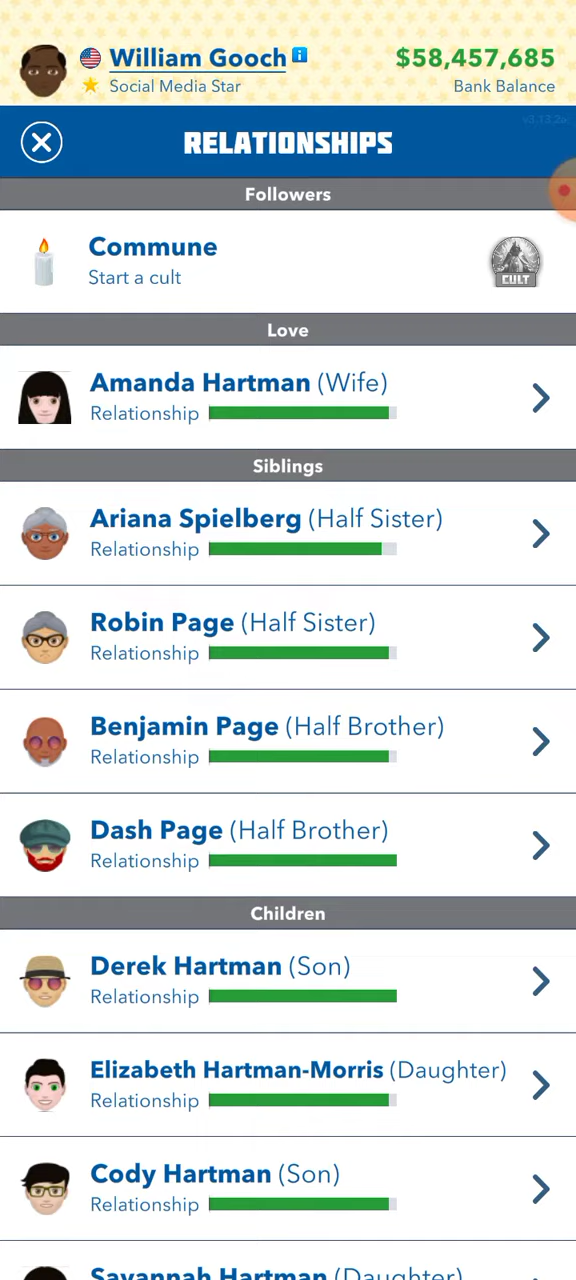 William Gooch i
$58,457,685
Social Media Star
Bank Balance
v3.13.2
RELATIONSHIPS
Followers
Commune
Start a cult
CULT
Love
Amanda Hartman (Wife)
Relationship
Siblings
Ariana Spielberg (Half Sister)
Relationship
Robin Page (Half Sister)
Relationship
Benjamin Page (Half Brother)
Relationship
Dash Page (Half Brother)
Relationship
Children
Derek Hartman (Son)
Relationship
Elizabeth Hartman-Morris (Daughter)
Relationship
Cody Hartman (Son)
Relationship
Savannah Hartman (Daughter)